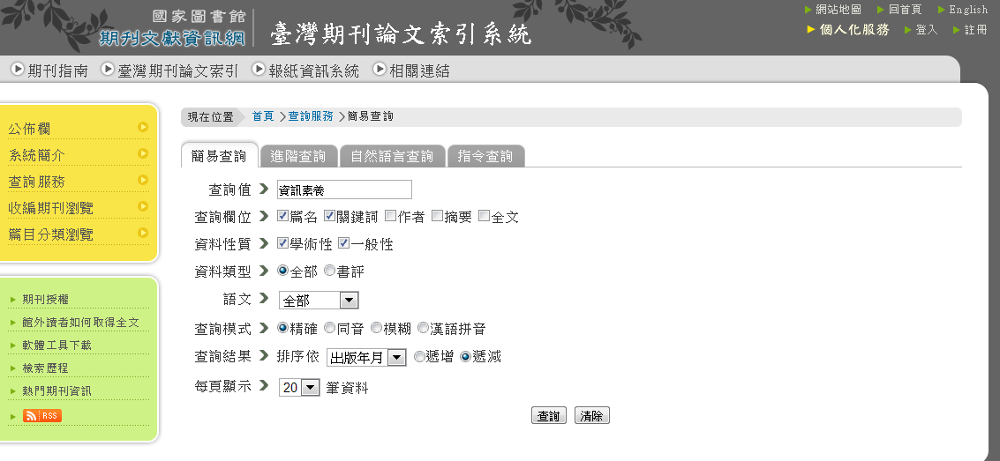 國家圖書館
期刊文獻資訊網
臺灣期刊論文索引系統
網站地圖 回首頁 English
個人化服務 登入 註冊
期刊指南 臺灣期刊論文索引 報紙資訊系統 相關連結
公佈欄
系統簡介
查詢服務
收編期刊瀏覽
篇目分類瀏覽
期刊授權
館外讀者如何取得全文
軟體工具下載
檢索歷程
熱門期刊資訊
RSS
現在位置 首頁 >查詢服務 >簡易查詢
簡易查詢 進階查詢 自然語言查詢 指令查詢
查詢值 資訊素養
查詢欄位 篇名 關鍵詞 作者 摘要 全文
資料性質 學術性 一般性
資料類型 全部 書評
語文 全部
查詢模式 精確 同音 模糊 漢語拼音
查詢結果 排序依 出版年月 遞增 遞減
每頁顯示 20 筆資料
查詢 清除